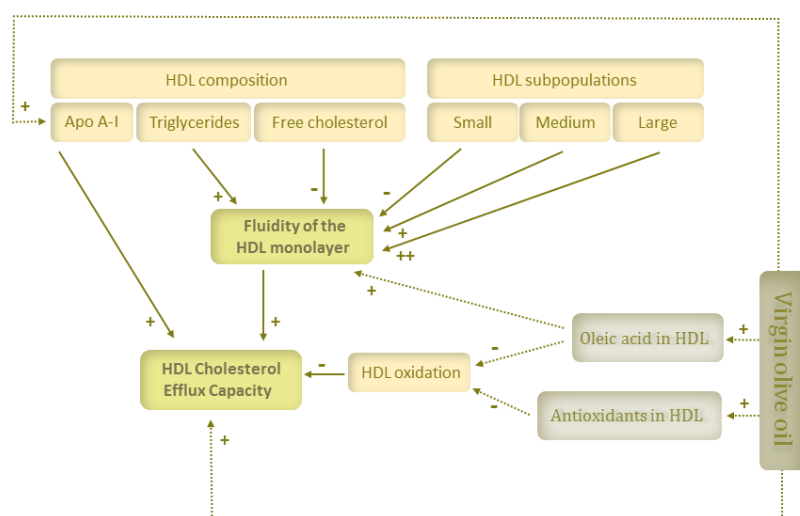 HDL composition
HDL subpopulations
+
Apo A-I
Triglycerides
Free cholesterol
Small
Medium
Large
-
-
+
Fluidity of the
HDL monolayer
+
++
+
+
+
Virgin olive oil
Oleic acid in HDL
+
-
HDL Cholesterol
Efflux Capacity
-
HDL oxidation
-
Antioxidants in HDL
+
+